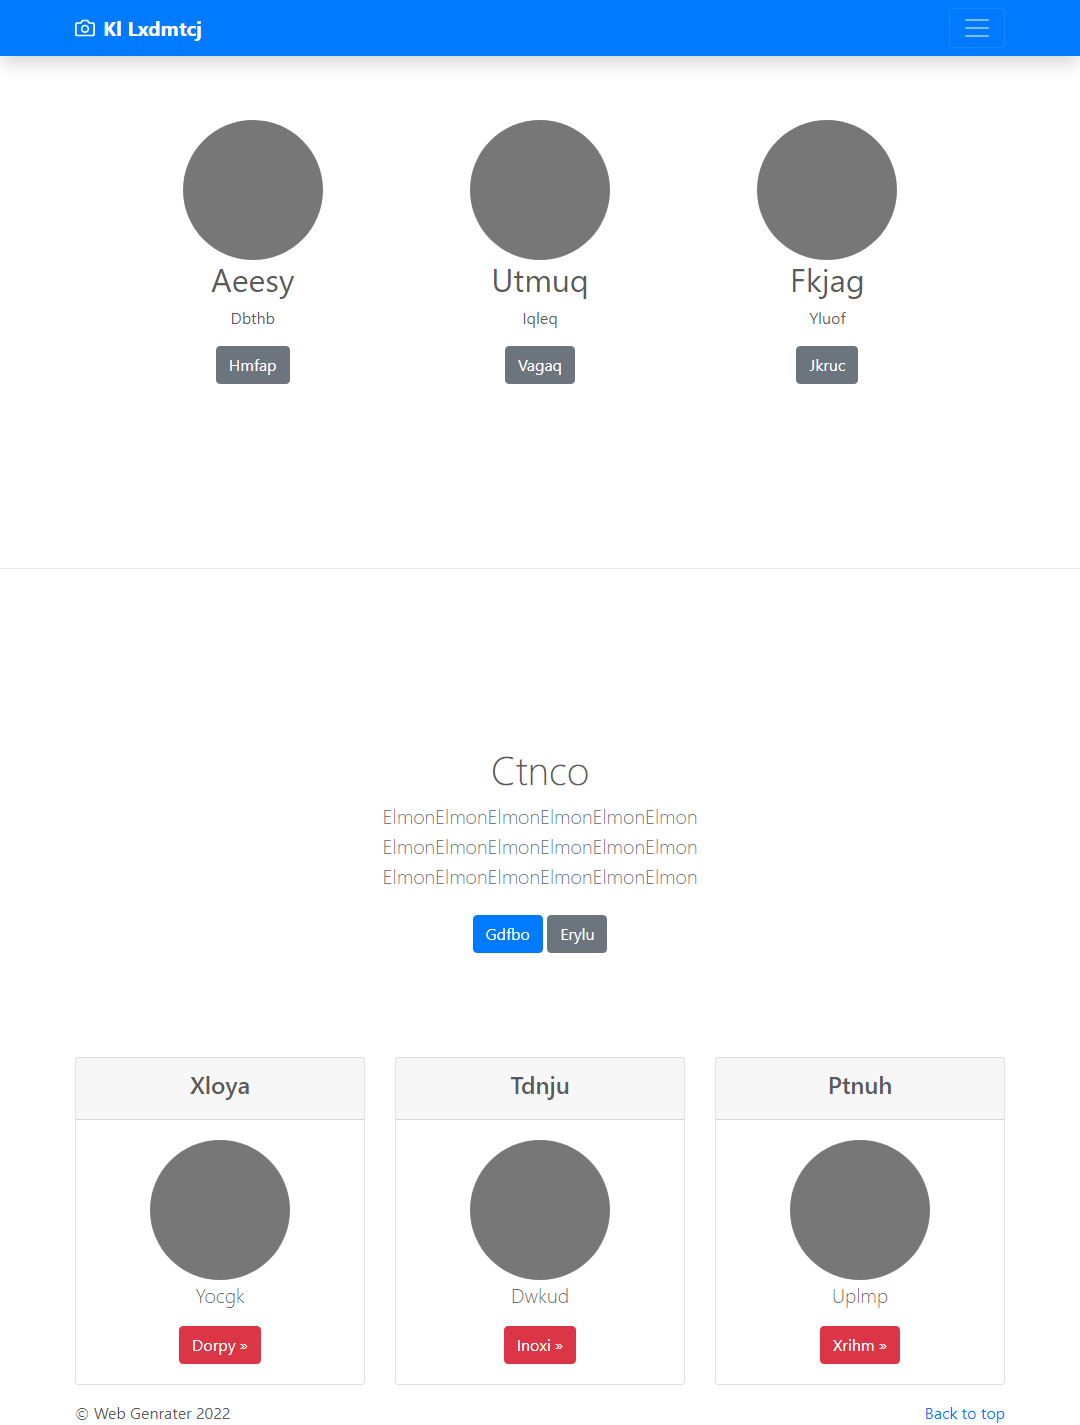 Kl Lxdmtcj
Aeesy
Utmuq
Fkjag
Dbthb
Iqleq
Yluof
Hmfap
Vagaq
Jkruc
Ctnco
ElmonElmonElmonElmonElmonElmon
ElmonElmonElmonElmonElmonElmon
ElmonElmonElmonElmonElmonElmon
Gdfbo
Erylu
Xloya
Tdnju
Ptnuh
Yocgk
Dwkud
Uplmp
Dorpy »
Inoxi »
Xrihm »
© Web Genrater 2022
Back to top